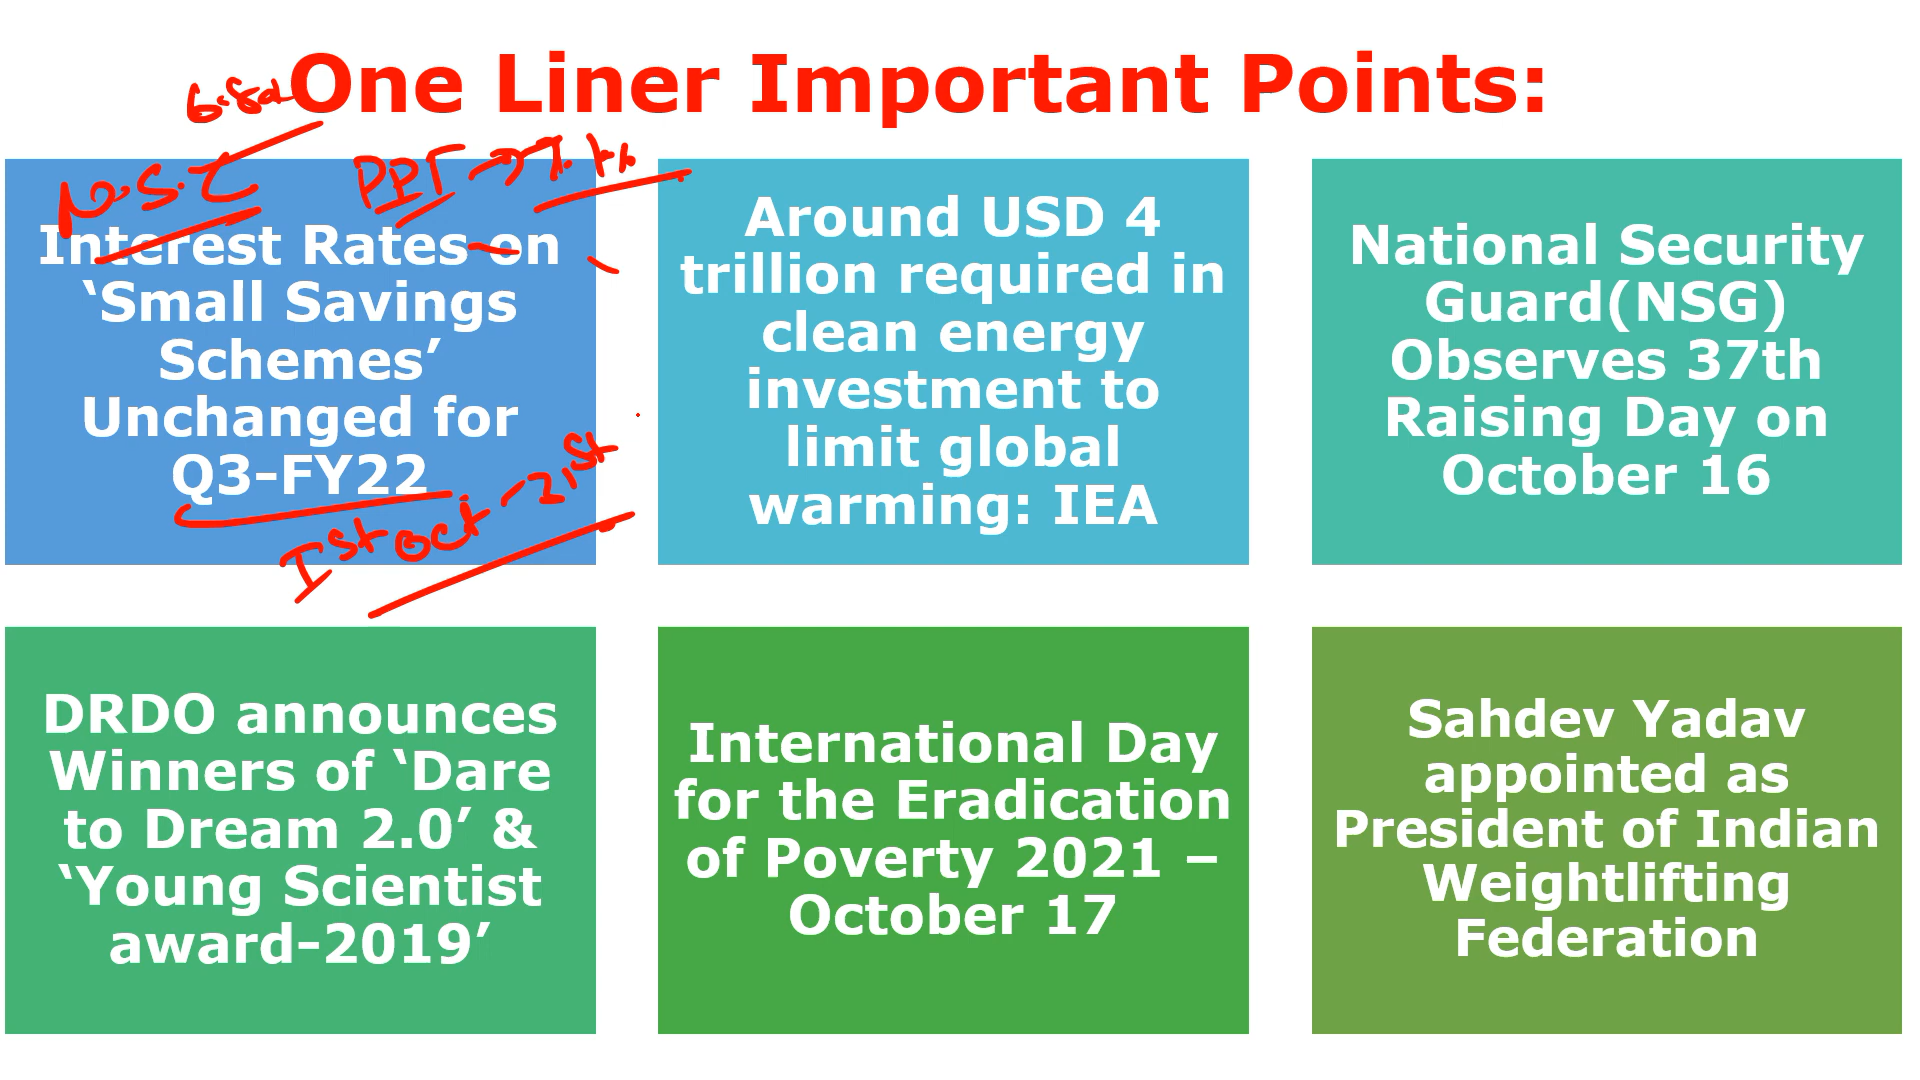 One Liner Important Points:
Interest Rates on
‘Small Savings
Schemes’
Unchanged for
Q3-FY22
Around USD 4
trillion required in
clean energy
investment to
limit global
warming: IEA
National Security
Guard(NSG)
Observes 37th
Raising Day on
October 16
DRDO announces
Winners of ‘Dare
to Dream 2.0’ &
‘Young Scientist
award-2019’
International Day
for the Eradication
of Poverty 2021 –
October 17
Sahdev Yadav
appointed as
President of Indian
Weightlifting
Federation
N.S.C
1st oct - 21st